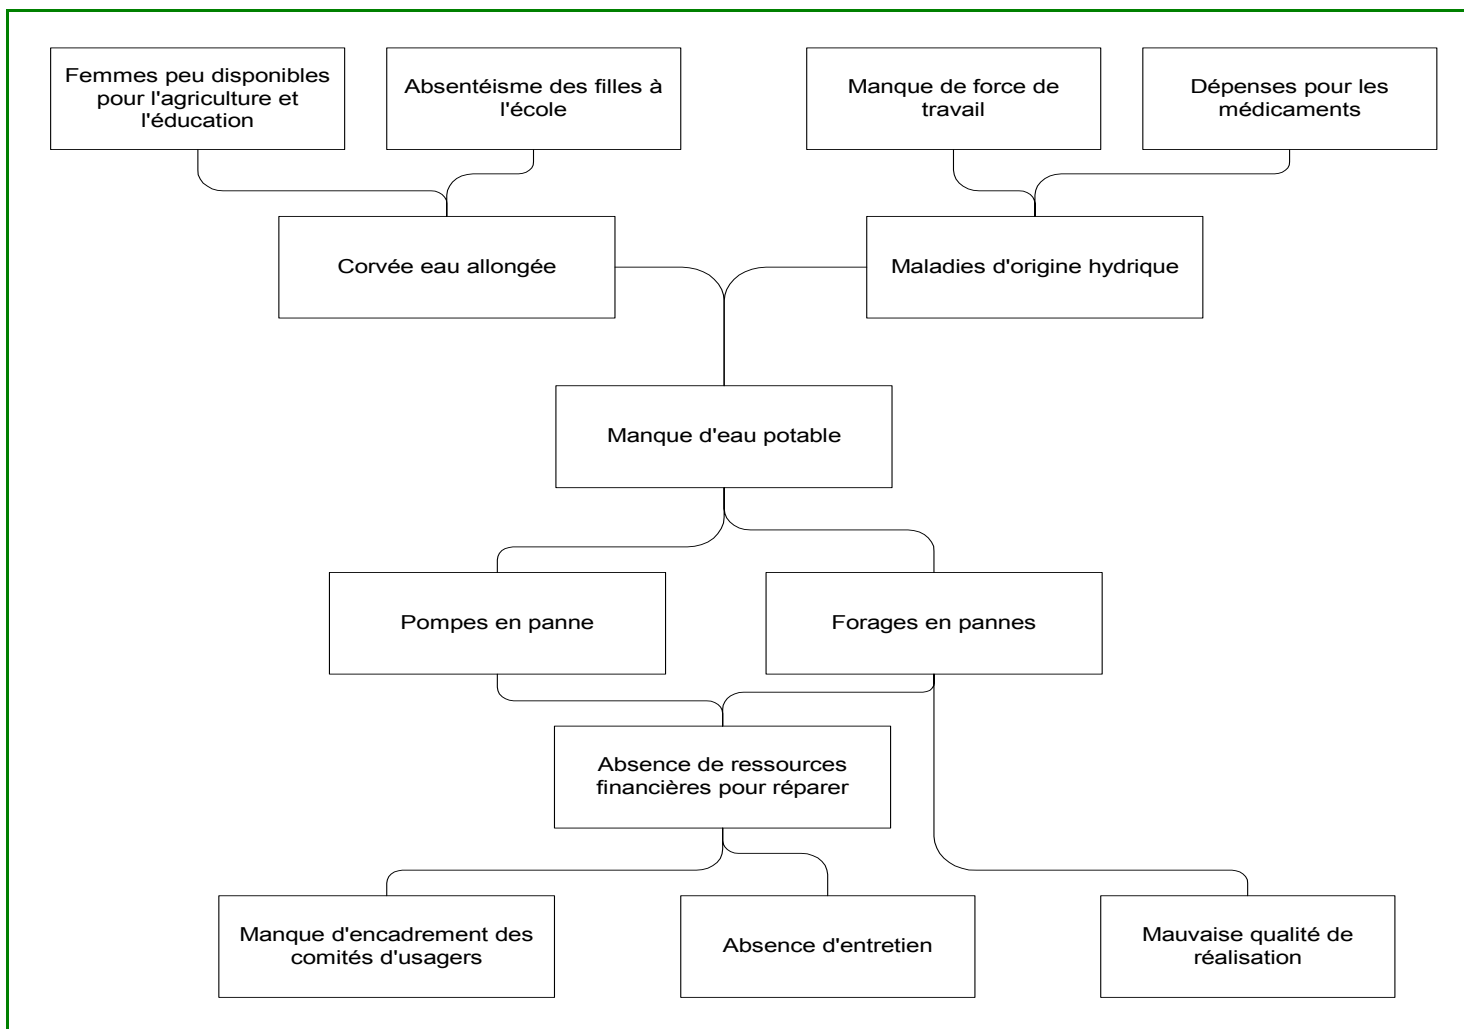 Femmes peu disponibles
pour l'agriculture et
l'éducation
Absentéisme des filles à
l'école
Manque de force de
travail
Dépenses pour les
médicaments
Corvée eau allongée
Maladies d'origine hydrique
Manque d'eau potable
Pompes en panne
Forages en pannes
Absence de ressources
financières pour réparer
Manque d'encadrement des
comités d'usagers
Absence d'entretien
Mauvaise qualité de
réalisation